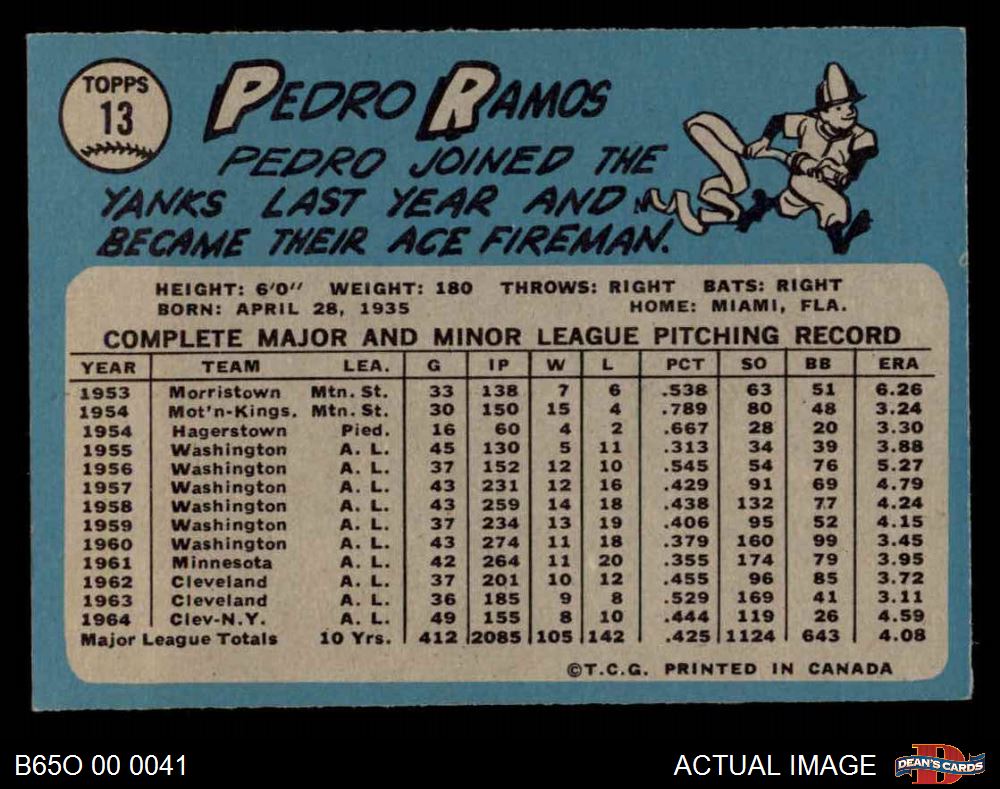 TOPPS
13
PEDRO RAMOS
PEDRO JOINED THE
YANKS LAST YEAR AND
BECAME THEIR ACE FIREMAN.
HEIGHT: 6'0" WEIGHT: 180 THROWS: RIGHT BATS: RIGHT
BORN: APRIL 28, 1935 HOME: MIAMI, FLA.
COMPLETE MAJOR AND MINOR LEAGUE PITCHING RECORD
YEAR TEAM LEA. G IP W L PCT SO BB ERA
1953 Morristown Mtn. St. 33 138 7 6 .538 63 51 6.26
1954 Mot'n-Kings. Mtn. St. 30 150 15 4 .789 80 48 3.24
1954 Hagerstown Pied. 16 60 4 2 .667 28 20 3.30
1955 Washington A. L. 45 130 5 11 .313 34 39 3.88
1956 Washington A. L. 37 152 12 10 .545 54 76 5.27
1957 Washington A. L. 43 231 12 16 .429 91 69 4.79
1958 Washington A. L. 43 259 14 18 .438 132 77 4.24
1959 Washington A. L. 37 234 13 19 .406 95 52 4.15
1960 Washington A. L. 43 274 11 18 .379 160 99 3.45
1961 Minnesota A. L. 42 264 11 20 .355 174 79 3.95
1962 Cleveland A. L. 37 201 10 12 .455 96 85 3.72
1963 Cleveland A. L. 36 185 9 8 .529 169 41 3.11
1964 Clev-N.Y. A. L. 49 155 8 10 .444 119 26 4.59
Major League Totals 10 Yrs. 412 2085 105 142 .425 1124 643 4.08
©T.C.G. PRINTED IN CANADA
B65O 00 0041
ACTUAL IMAGE
DEAN'S CARDS